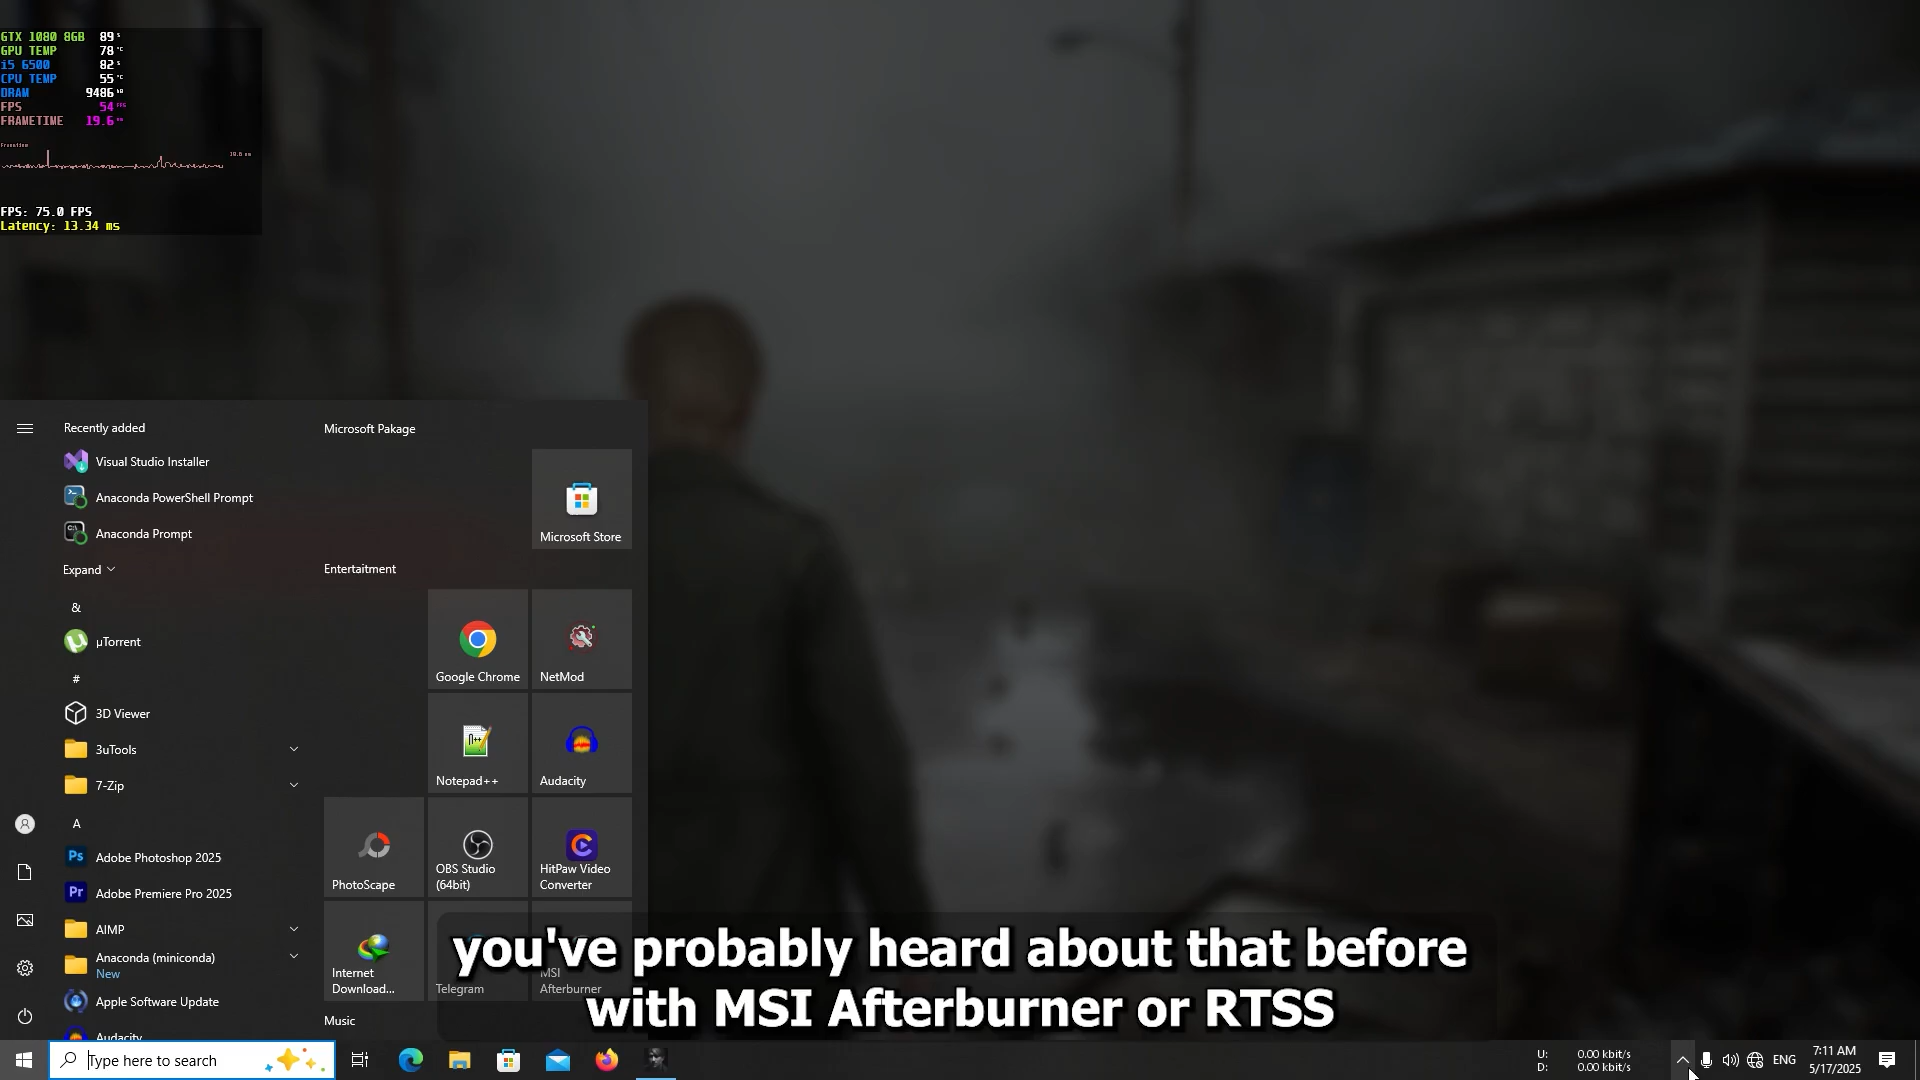 GTX 1080 8GB 89 %
GPU TEMP 78 °C
i5 6500 82 %
CPU TEMP 55 °C
DRAM 9486 MB
FPS 54 FPS
FRAMETIME 19.6 ms
Frametime
FPS: 75.0 FPS
Latency: 13.34 ms
Recently added
Visual Studio Installer
Anaconda PowerShell Prompt
Anaconda Prompt
Expand
&
µTorrent
#
3D Viewer
3uTools
7-Zip
A
Adobe Photoshop 2025
Adobe Premiere Pro 2025
AIMP
Anaconda (miniconda)
New
Apple Software Update
Audacity
Microsoft Pakage
Microsoft Store
Entertaitment
Google Chrome
NetMod
Notepad++
Audacity
PhotoScape
OBS Studio
(64bit)
HitPaw Video
Converter
Internet
Download...
Telegram
MSI
Afterburner
Music
you've probably heard about that before
with MSI Afterburner or RTSS
Type here to search
U: 0.00 kbit/s
D: 0.00 kbit/s
ENG
7:11 AM
5/17/2025